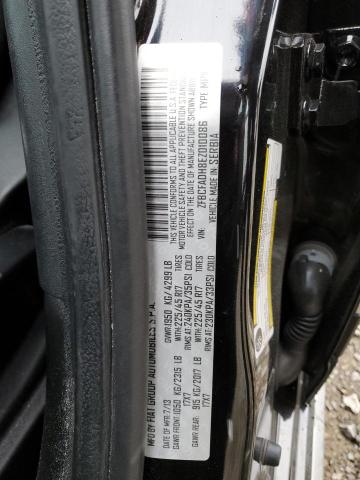 MFD BY FIAT GROUP AUTOMOBILES S.P.A.
DATE OF MFR: 7/13 GVWR: 1950 KG/4299 LB
GAWR FRONT: 1050 KG/2315 LB WITH 225/45 R17 TIRES
17X7 RIMS AT: 240KPA/35PSI COLD
GAWR REAR: 915 KG/2017 LB WITH 225/45 R17 TIRES
17X7 RIMS AT: 230KPA/33PSI COLD
THIS VEHICLE CONFORMS TO ALL APPLICABLE U.S.A. FEDERAL
MOTOR VEHICLE SAFETY AND THEFT PREVENTION STANDARDS
IN EFFECT ON THE DATE OF MANUFACTURE SHOWN ABOVE
VIN: ZFBCFADH8EZ010086 TYPE: MPV
VEHICLE MADE IN SERBIA